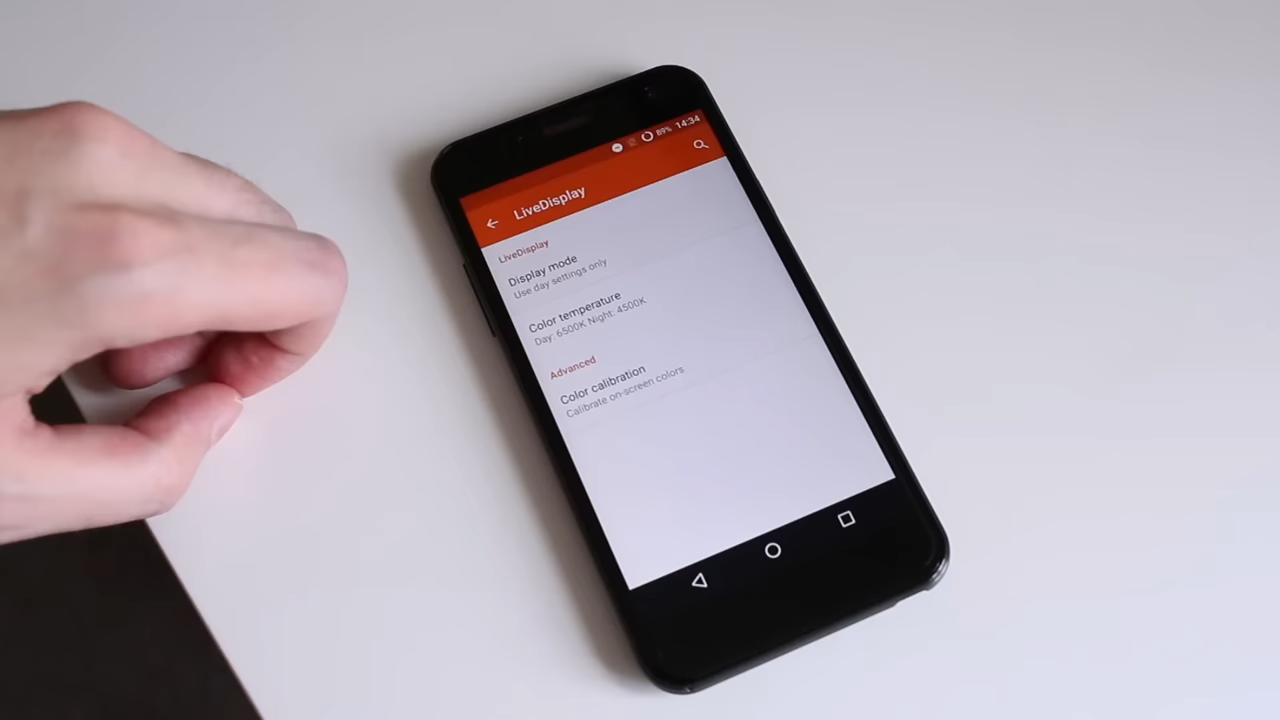 89% 14:34
LiveDisplay
LiveDisplay
Display mode
Use day settings only
Color temperature
Day: 6500K Night: 4500K
Advanced
Color calibration
Calibrate on-screen colors